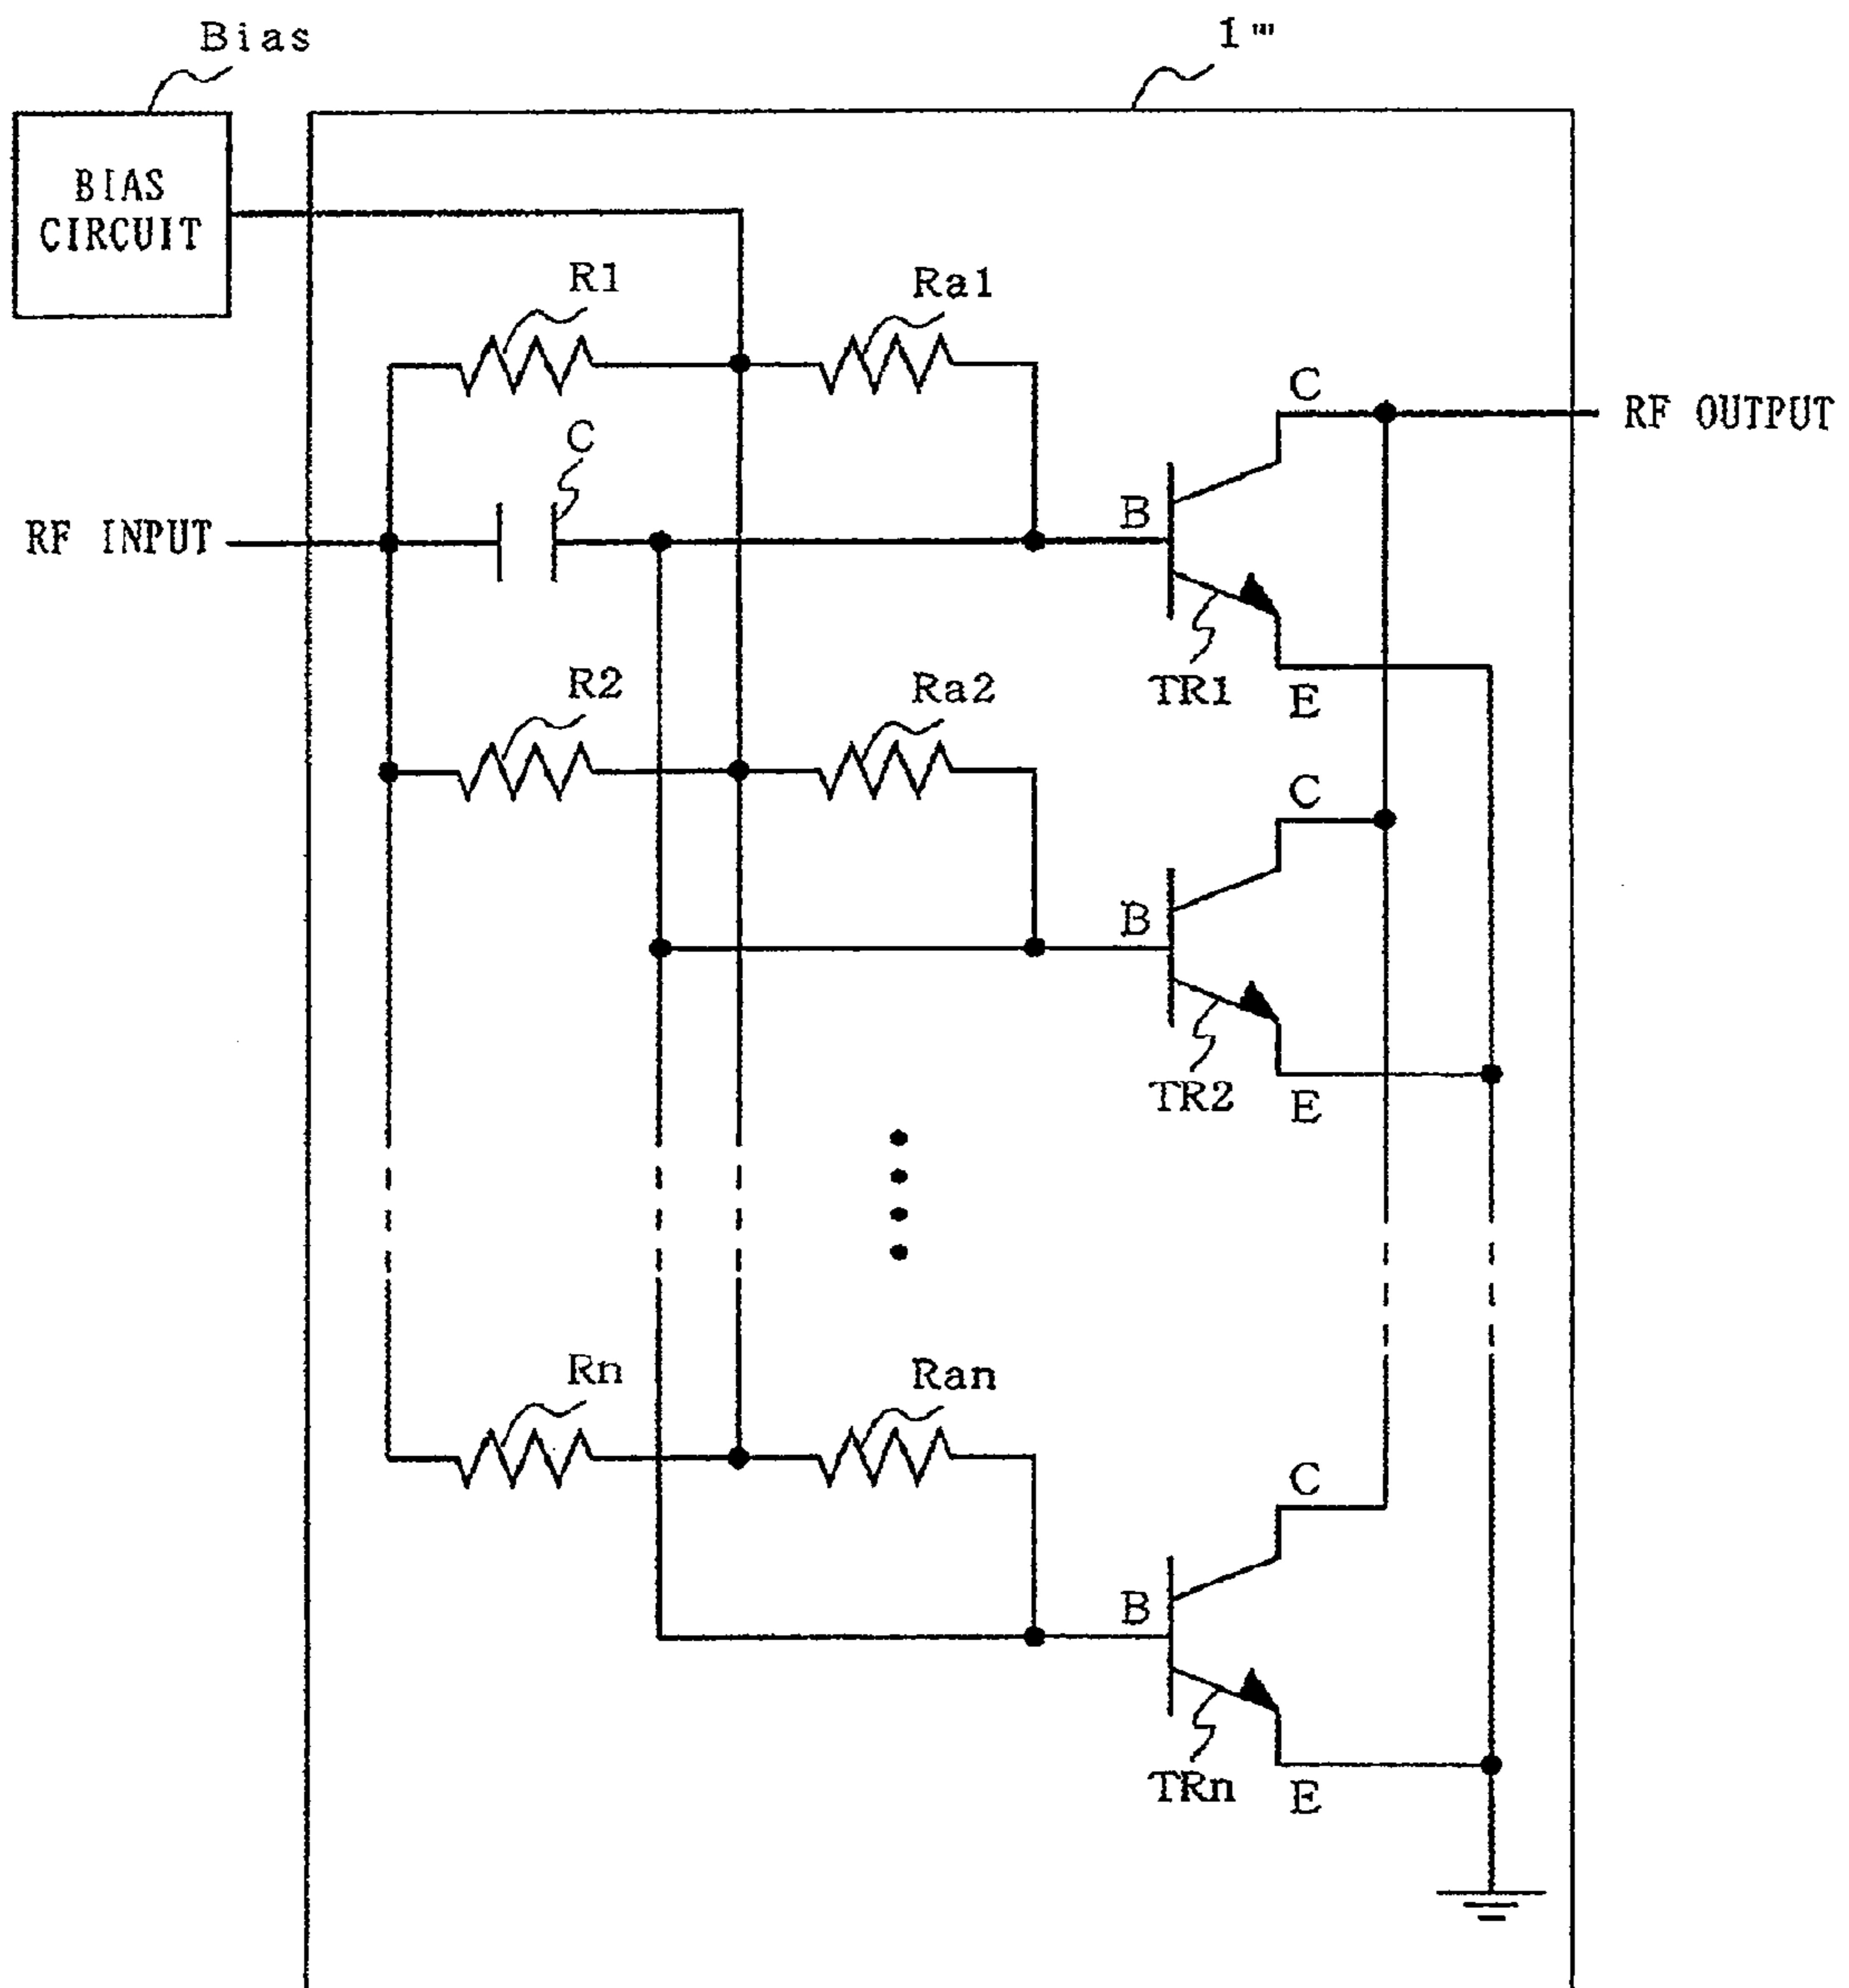 Bias
1"'
BIAS
CIRCUIT
R1
Ra1
C
RF OUTPUT
C
B
RF INPUT
TR1
E
R2
Ra2
C
B
TR2
E
Rn
Ran
C
B
TRn
E